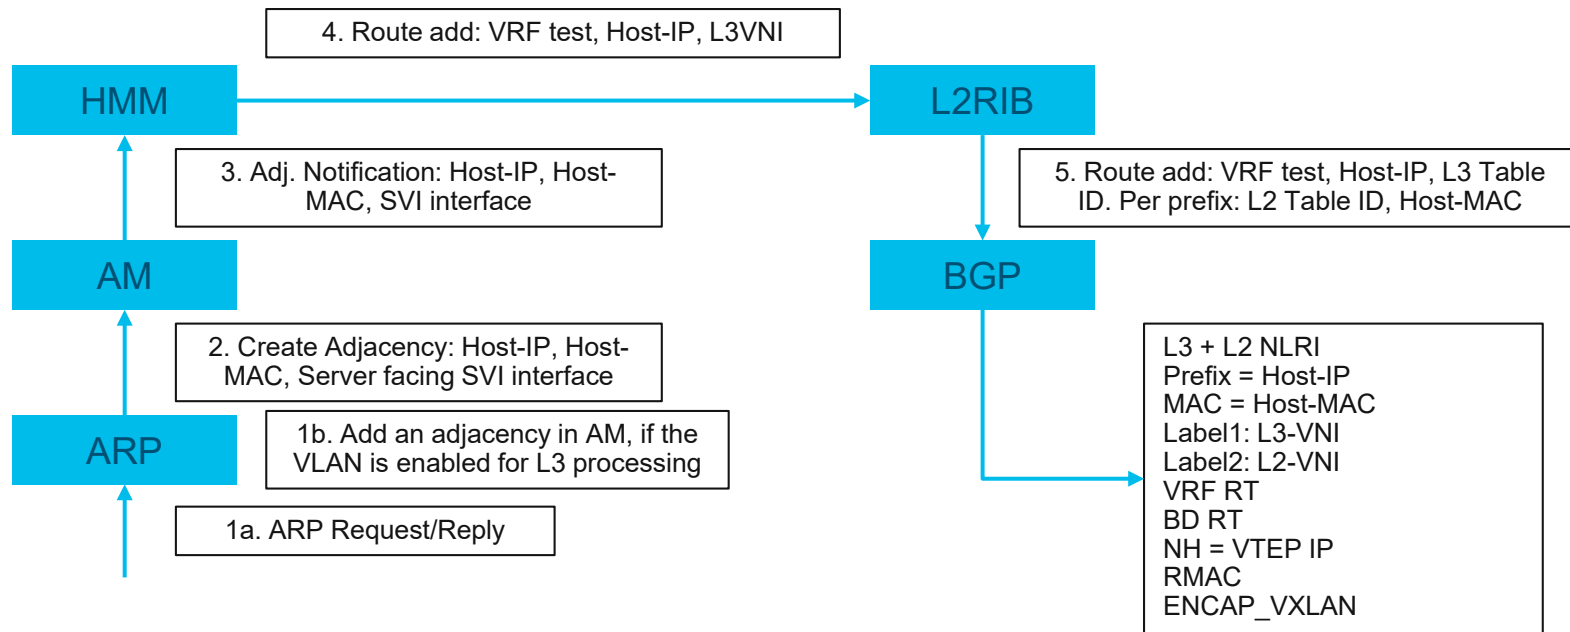 4. Route add: VRF test, Host-IP, L3VNI
HMM
L2RIB
3. Adj. Notification: Host-IP, Host-
MAC, SVI interface
5. Route add: VRF test, Host-IP, L3 Table
ID. Per prefix: L2 Table ID, Host-MAC
AM
BGP
2. Create Adjacency: Host-IP, Host-
MAC, Server facing SVI interface
ARP
1b. Add an adjacency in AM, if the
VLAN is enabled for L3 processing
1a. ARP Request/Reply
L3 + L2 NLRI
Prefix = Host-IP
MAC = Host-MAC
Label1: L3-VNI
Label2: L2-VNI
VRF RT
BD RT
NH = VTEP IP
RMAC
ENCAP_VXLAN